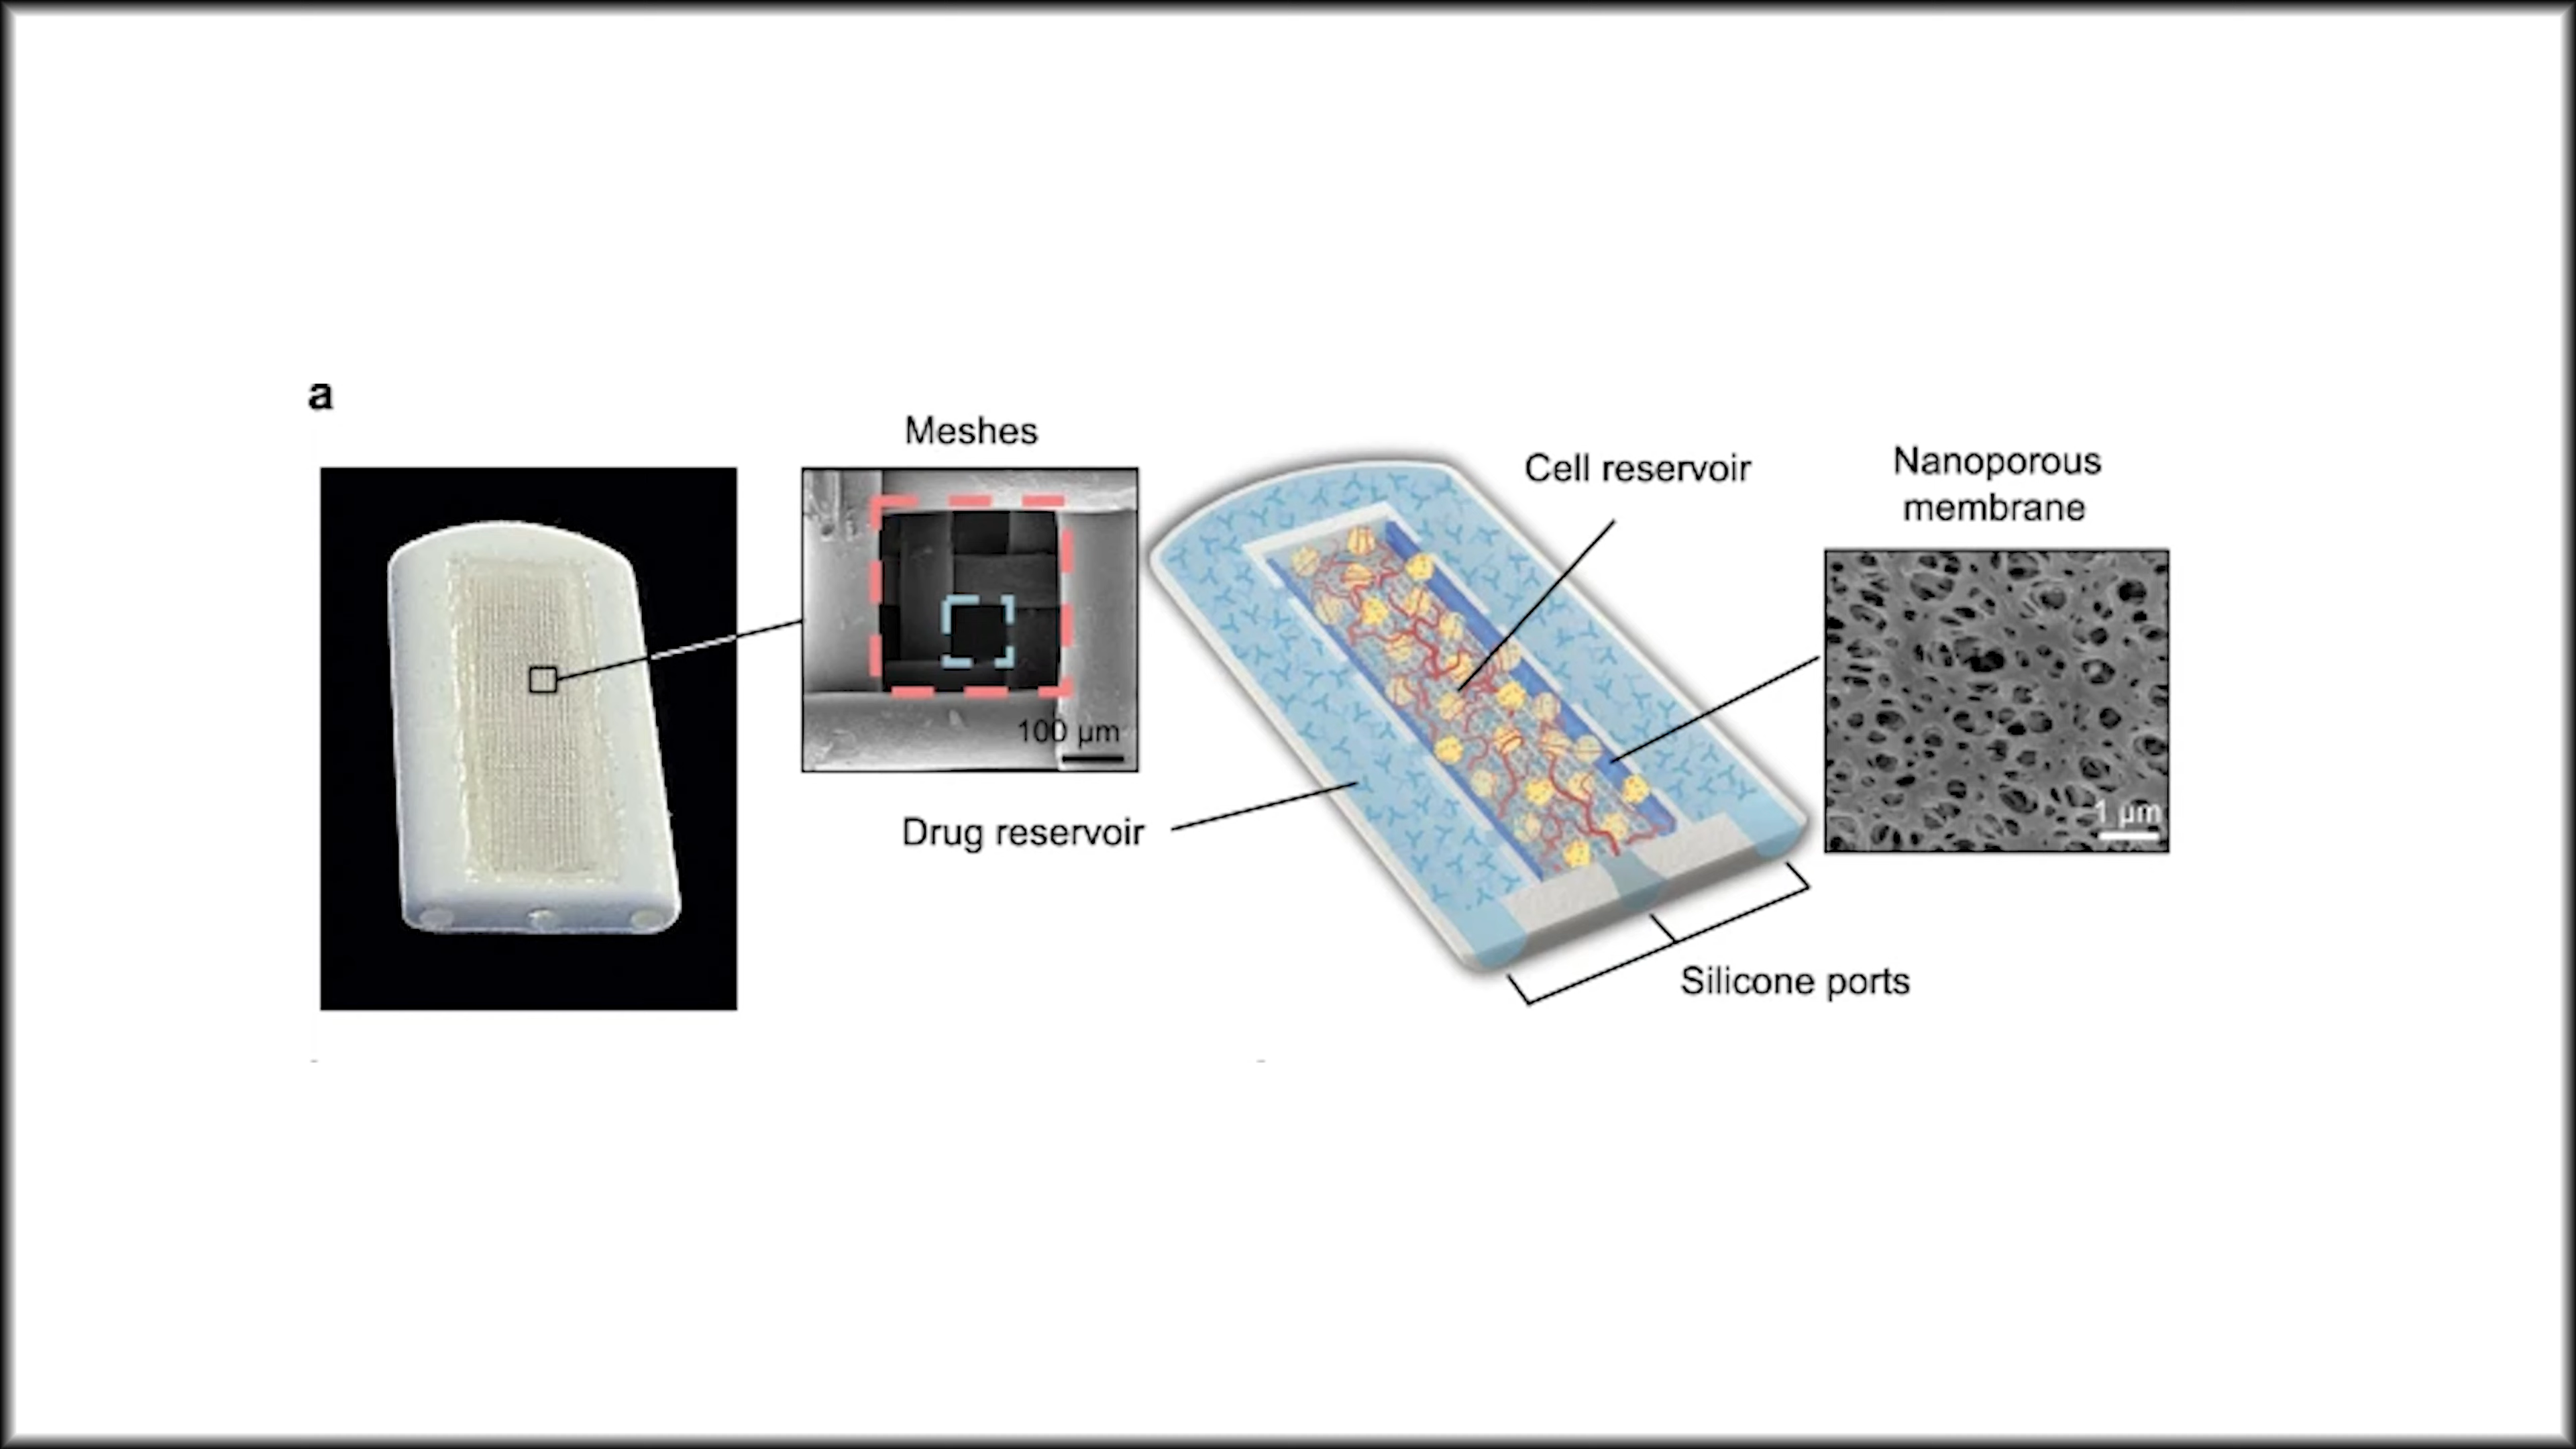 a
Meshes
100 µm
Cell reservoir
Nanoporous
membrane
1 µm
Drug reservoir
Silicone ports